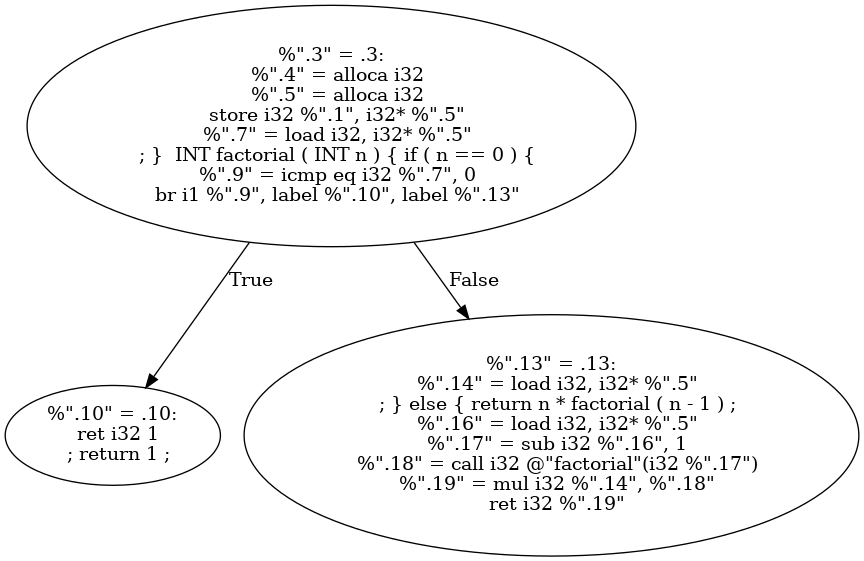 %".3" = .3:
%".4" = alloca i32
%".5" = alloca i32
store i32 %".1", i32* %".5"
%".7" = load i32, i32* %".5"
; }  INT factorial ( INT n ) { if ( n == 0 ) {
%".9" = icmp eq i32 %".7", 0
br i1 %".9", label %".10", label %".13"
True
False
%".10" = .10:
ret i32 1
; return 1 ;
%".13" = .13:
%".14" = load i32, i32* %".5"
; } else { return n * factorial ( n - 1 ) ;
%".16" = load i32, i32* %".5"
%".17" = sub i32 %".16", 1
%".18" = call i32 @"factorial"(i32 %".17")
%".19" = mul i32 %".14", %".18"
ret i32 %".19"